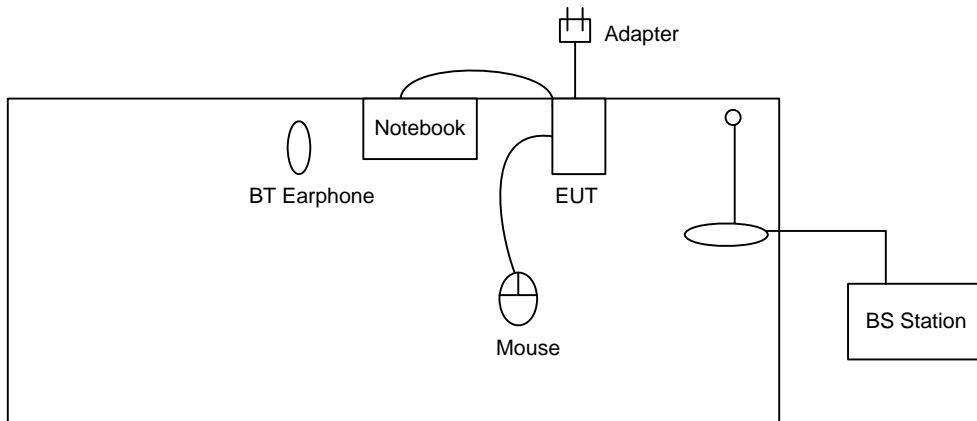 Adapter
Notebook
BT Earphone
EUT
BS Station
Mouse